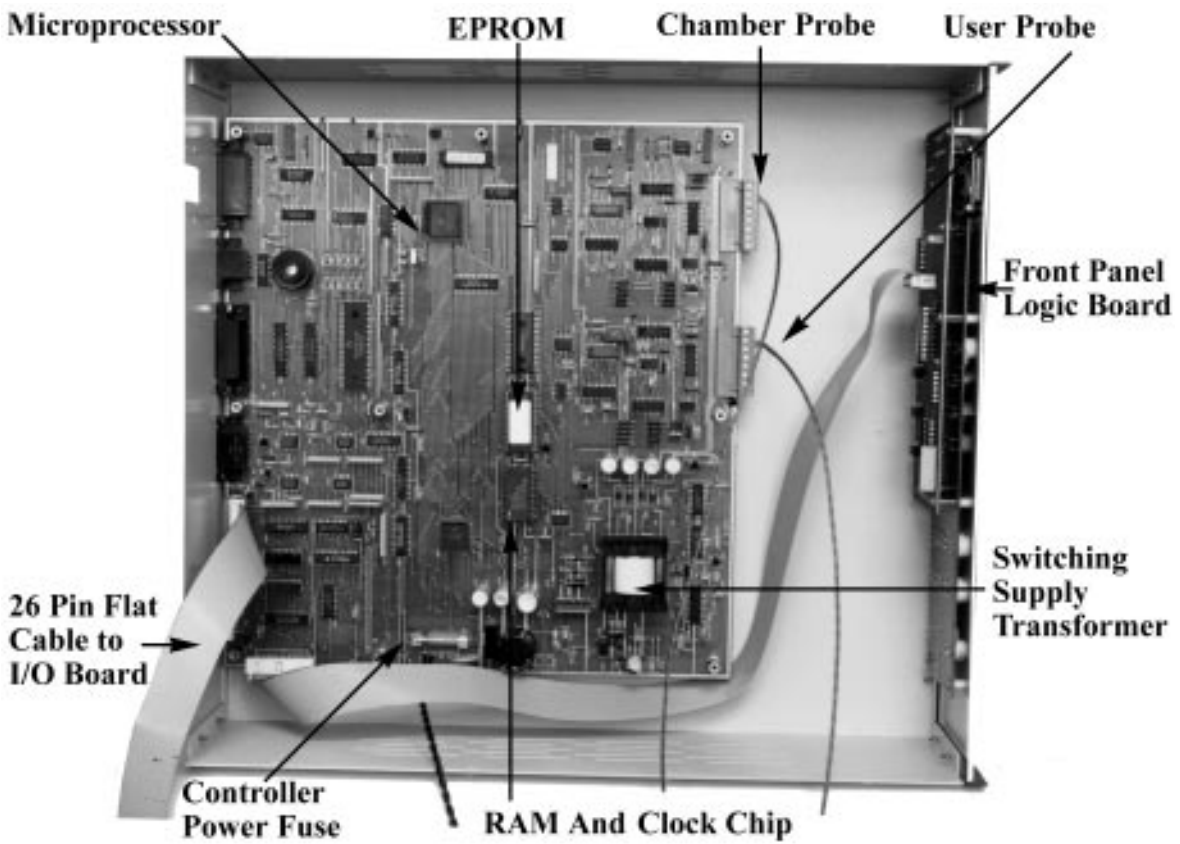 Microprocessor
EPROM
Chamber Probe
User Probe
Front Panel
Logic Board
Switching
Supply
Transformer
26 Pin Flat
Cable to
I/O Board
Controller
Power Fuse
RAM And Clock Chip